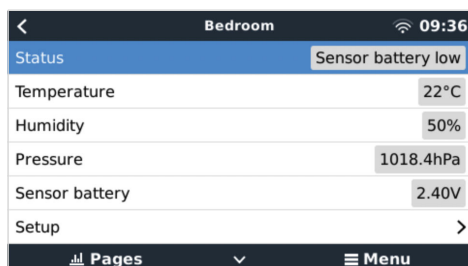 Bedroom 09:36
Status Sensor battery low
Temperature 22°C
Humidity 50%
Pressure 1018.4hPa
Sensor battery 2.40V
Setup
Pages Menu